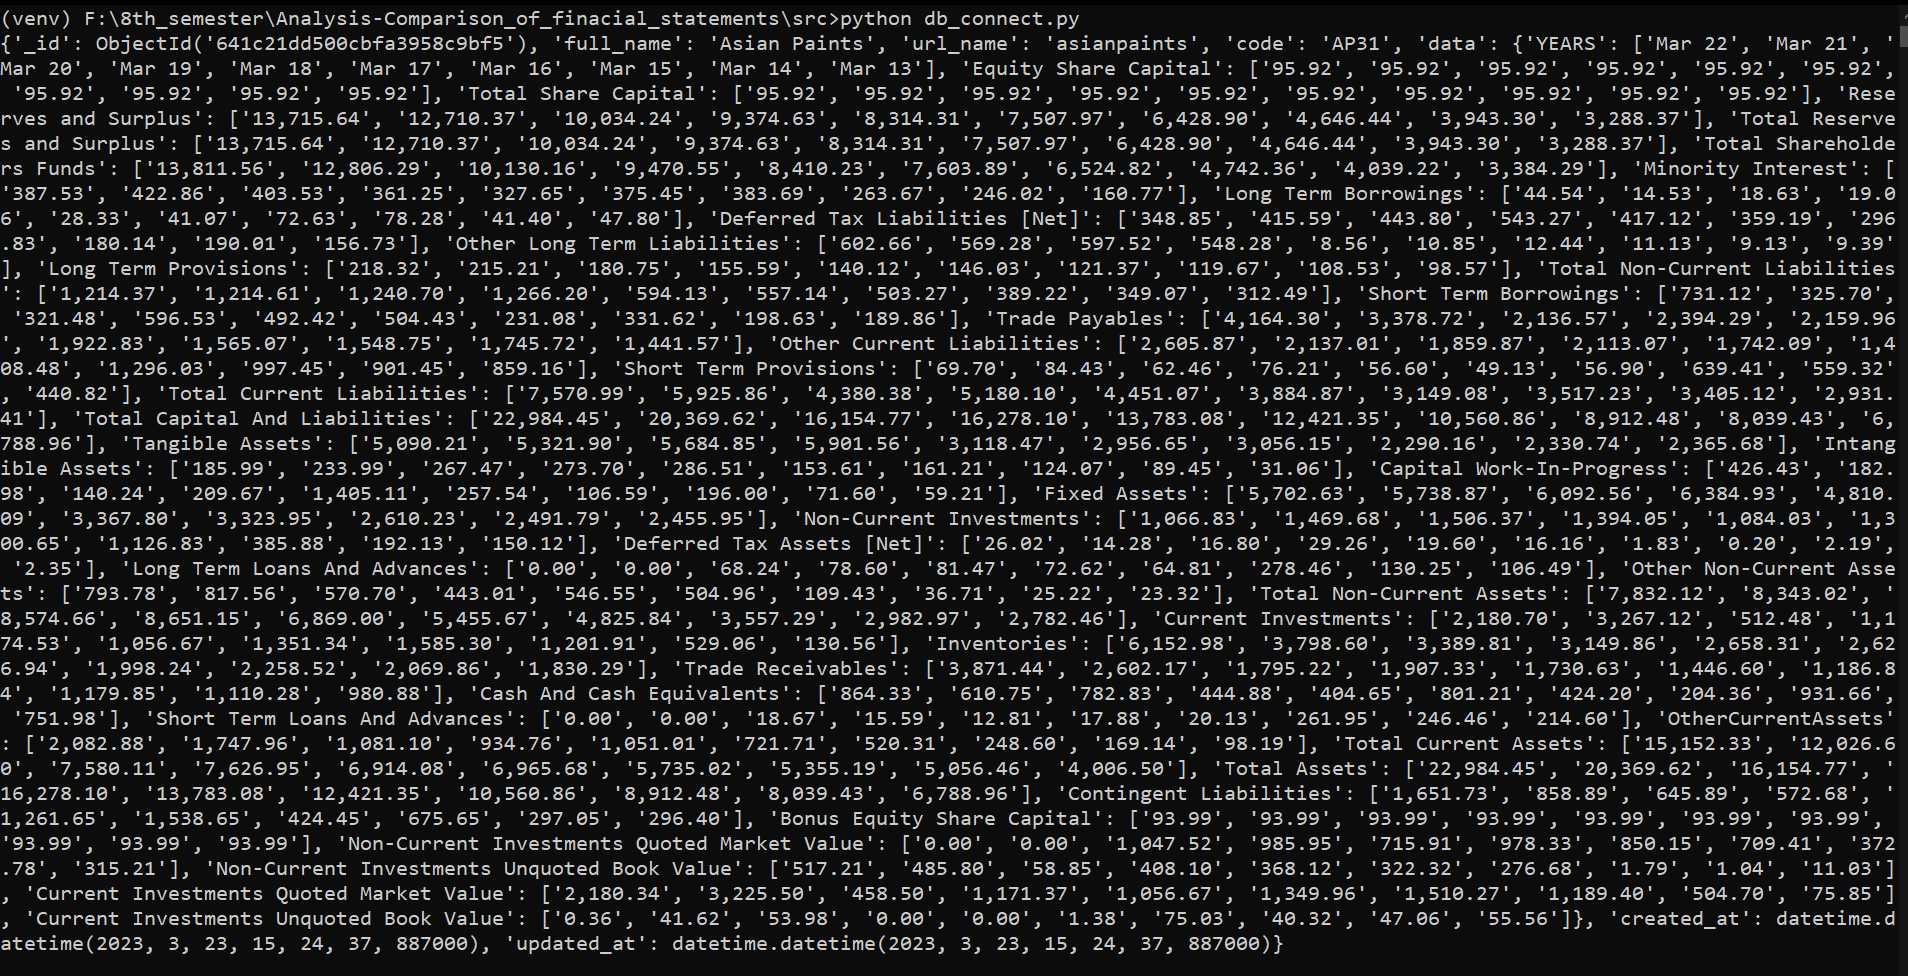 (venv) F:\8th_semester\Analysis-Comparison_of_finacial_statements\src>python db_connect.py
{'_id': ObjectId('641c21dd500cbfa3958c9bf5'), 'full_name': 'Asian Paints', 'url_name': 'asianpaints', 'code': 'AP31', 'data': {'YEARS': ['Mar 22', 'Mar 21', '
Mar 20', 'Mar 19', 'Mar 18', 'Mar 17', 'Mar 16', 'Mar 15', 'Mar 14', 'Mar 13'], 'Equity Share Capital': ['95.92', '95.92', '95.92', '95.92', '95.92', '95.92',
 '95.92', '95.92', '95.92', '95.92'], 'Total Share Capital': ['95.92', '95.92', '95.92', '95.92', '95.92', '95.92', '95.92', '95.92', '95.92', '95.92'], 'Rese
rves and Surplus': ['13,715.64', '12,710.37', '10,034.24', '9,374.63', '8,314.31', '7,507.97', '6,428.90', '4,646.44', '3,943.30', '3,288.37'], 'Total Reserve
s and Surplus': ['13,715.64', '12,710.37', '10,034.24', '9,374.63', '8,314.31', '7,507.97', '6,428.90', '4,646.44', '3,943.30', '3,288.37'], 'Total Shareholde
rs Funds': ['13,811.56', '12,806.29', '10,130.16', '9,470.55', '8,410.23', '7,603.89', '6,524.82', '4,742.36', '4,039.22', '3,384.29'], 'Minority Interest': [
'387.53', '422.86', '403.53', '361.25', '327.65', '375.45', '383.69', '263.67', '246.02', '160.77'], 'Long Term Borrowings': ['44.54', '14.53', '18.63', '19.0
6', '28.33', '41.07', '72.63', '78.28', '41.40', '47.80'], 'Deferred Tax Liabilities [Net]': ['348.85', '415.59', '443.80', '543.27', '417.12', '359.19', '296
.83', '180.14', '190.01', '156.73'], 'Other Long Term Liabilities': ['602.66', '569.28', '597.52', '548.28', '8.56', '10.85', '12.44', '11.13', '9.13', '9.39'
], 'Long Term Provisions': ['218.32', '215.21', '180.75', '155.59', '140.12', '146.03', '121.37', '119.67', '108.53', '98.57'], 'Total Non-Current Liabilities
': ['1,214.37', '1,214.61', '1,240.70', '1,266.20', '594.13', '557.14', '503.27', '389.22', '349.07', '312.49'], 'Short Term Borrowings': ['731.12', '325.70',
 '321.48', '596.53', '492.42', '504.43', '231.08', '331.62', '198.63', '189.86'], 'Trade Payables': ['4,164.30', '3,378.72', '2,136.57', '2,394.29', '2,159.96
', '1,922.83', '1,565.07', '1,548.75', '1,745.72', '1,441.57'], 'Other Current Liabilities': ['2,605.87', '2,137.01', '1,859.87', '2,113.07', '1,742.09', '1,4
08.48', '1,296.03', '997.45', '901.45', '859.16'], 'Short Term Provisions': ['69.70', '84.43', '62.46', '76.21', '56.60', '49.13', '56.90', '639.41', '559.32'
, '440.82'], 'Total Current Liabilities': ['7,570.99', '5,925.86', '4,380.38', '5,180.10', '4,451.07', '3,884.87', '3,149.08', '3,517.23', '3,405.12', '2,931.
41'], 'Total Capital And Liabilities': ['22,984.45', '20,369.62', '16,154.77', '16,278.10', '13,783.08', '12,421.35', '10,560.86', '8,912.48', '8,039.43', '6,
788.96'], 'Tangible Assets': ['5,090.21', '5,321.90', '5,684.85', '5,901.56', '3,118.47', '2,956.65', '3,056.15', '2,290.16', '2,330.74', '2,365.68'], 'Intang
ible Assets': ['185.99', '233.99', '267.47', '273.70', '286.51', '153.61', '161.21', '124.07', '89.45', '31.06'], 'Capital Work-In-Progress': ['426.43', '182.
98', '140.24', '209.67', '1,405.11', '257.54', '106.59', '196.00', '71.60', '59.21'], 'Fixed Assets': ['5,702.63', '5,738.87', '6,092.56', '6,384.93', '4,810.
09', '3,367.80', '3,323.95', '2,610.23', '2,491.79', '2,455.95'], 'Non-Current Investments': ['1,066.83', '1,469.68', '1,506.37', '1,394.05', '1,084.03', '1,3
00.65', '1,126.83', '385.88', '192.13', '150.12'], 'Deferred Tax Assets [Net]': ['26.02', '14.28', '16.80', '29.26', '19.60', '16.16', '1.83', '0.20', '2.19',
 '2.35'], 'Long Term Loans And Advances': ['0.00', '0.00', '68.24', '78.60', '81.47', '72.62', '64.81', '278.46', '130.25', '106.49'], 'Other Non-Current Asse
ts': ['793.78', '817.56', '570.70', '443.01', '546.55', '504.96', '109.43', '36.71', '25.22', '23.32'], 'Total Non-Current Assets': ['7,832.12', '8,343.02', '
8,574.66', '8,651.15', '6,869.00', '5,455.67', '4,825.84', '3,557.29', '2,982.97', '2,782.46'], 'Current Investments': ['2,180.70', '3,267.12', '512.48', '1,1
74.53', '1,056.67', '1,351.34', '1,585.30', '1,201.91', '529.06', '130.56'], 'Inventories': ['6,152.98', '3,798.60', '3,389.81', '3,149.86', '2,658.31', '2,62
6.94', '1,998.24', '2,258.52', '2,069.86', '1,830.29'], 'Trade Receivables': ['3,871.44', '2,602.17', '1,795.22', '1,907.33', '1,730.63', '1,446.60', '1,186.8
4', '1,179.85', '1,110.28', '980.88'], 'Cash And Cash Equivalents': ['864.33', '610.75', '782.83', '444.88', '404.65', '801.21', '424.20', '204.36', '931.66',
 '751.98'], 'Short Term Loans And Advances': ['0.00', '0.00', '18.67', '15.59', '12.81', '17.88', '20.13', '261.95', '246.46', '214.60'], 'OtherCurrentAssets'
: ['2,082.88', '1,747.96', '1,081.10', '934.76', '1,051.01', '721.71', '520.31', '248.60', '169.14', '98.19'], 'Total Current Assets': ['15,152.33', '12,026.6
0', '7,580.11', '7,626.95', '6,914.08', '6,965.68', '5,735.02', '5,355.19', '5,056.46', '4,006.50'], 'Total Assets': ['22,984.45', '20,369.62', '16,154.77', '
16,278.10', '13,783.08', '12,421.35', '10,560.86', '8,912.48', '8,039.43', '6,788.96'], 'Contingent Liabilities': ['1,651.73', '858.89', '645.89', '572.68', '
1,261.65', '1,538.65', '424.45', '675.65', '297.05', '296.40'], 'Bonus Equity Share Capital': ['93.99', '93.99', '93.99', '93.99', '93.99', '93.99', '93.99',
'93.99', '93.99', '93.99'], 'Non-Current Investments Quoted Market Value': ['0.00', '0.00', '1,047.52', '985.95', '715.91', '978.33', '850.15', '709.41', '372
.78', '315.21'], 'Non-Current Investments Unquoted Book Value': ['517.21', '485.80', '58.85', '408.10', '368.12', '322.32', '276.68', '1.79', '1.04', '11.03']
, 'Current Investments Quoted Market Value': ['2,180.34', '3,225.50', '458.50', '1,171.37', '1,056.67', '1,349.96', '1,510.27', '1,189.40', '504.70', '75.85']
, 'Current Investments Unquoted Book Value': ['0.36', '41.62', '53.98', '0.00', '0.00', '1.38', '75.03', '40.32', '47.06', '55.56']}, 'created_at': datetime.d
atetime(2023, 3, 23, 15, 24, 37, 887000), 'updated_at': datetime.datetime(2023, 3, 23, 15, 24, 37, 887000)}